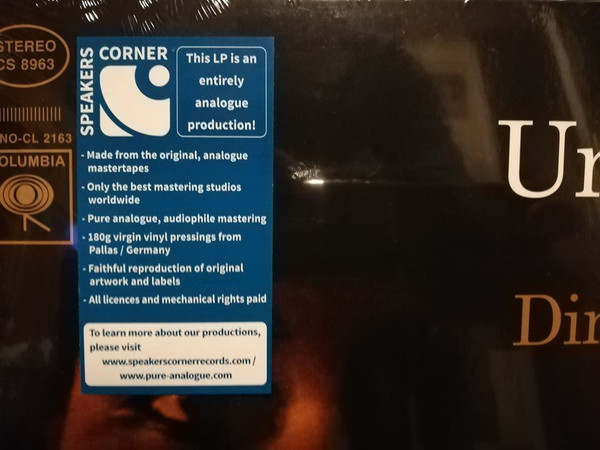 STEREO
CS 8963
NO-CL 2163
COLUMBIA
SPEAKERS
CORNER
This LP is an
entirely
analogue
production!
- Made from the original, analogue
mastertapes
- Only the best mastering studios
worldwide
- Pure analogue, audiophile mastering
- 180g virgin vinyl pressings from
Pallas / Germany
- Faithful reproduction of original
artwork and labels
- All licences and mechanical rights paid
To learn more about our productions,
please visit
www.speakerscornerrecords.com /
www.pure-analogue.com
Un
Din